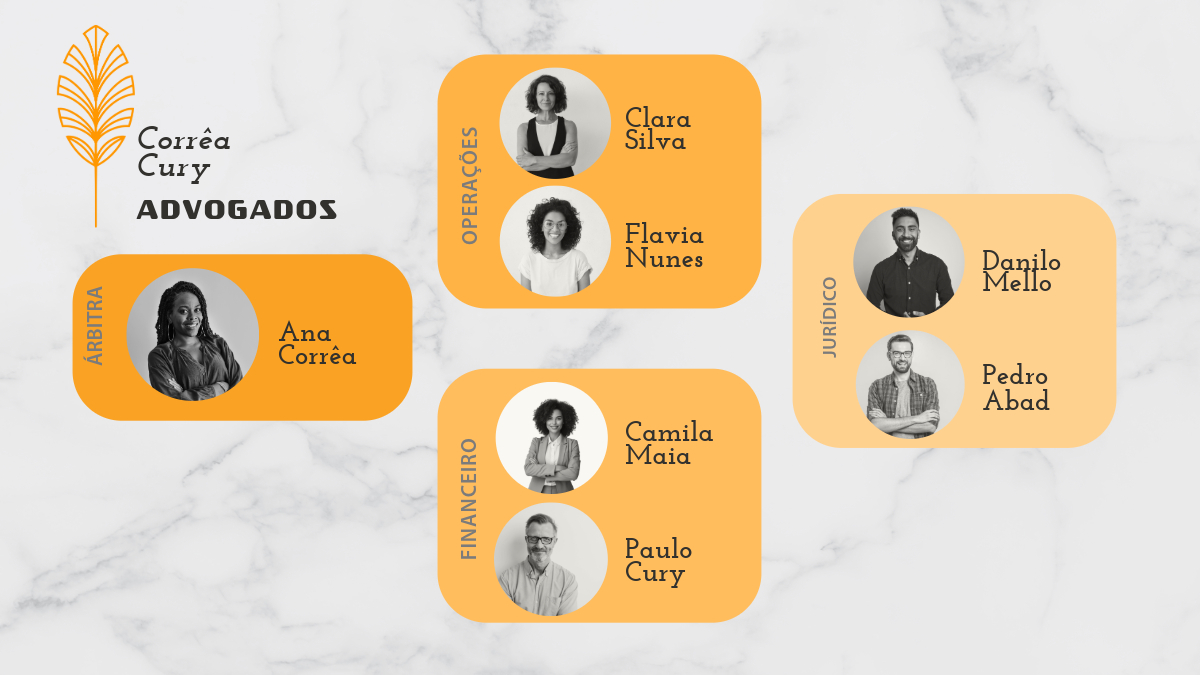 Corrêa
Cury
ADVOGADOS
ÁRBITRA
Ana
Corrêa
OPERAÇÕES
Clara
Silva
Flavia
Nunes
FINANCEIRO
Camila
Maia
Paulo
Cury
JURÍDICO
Danilo
Mello
Pedro
Abad